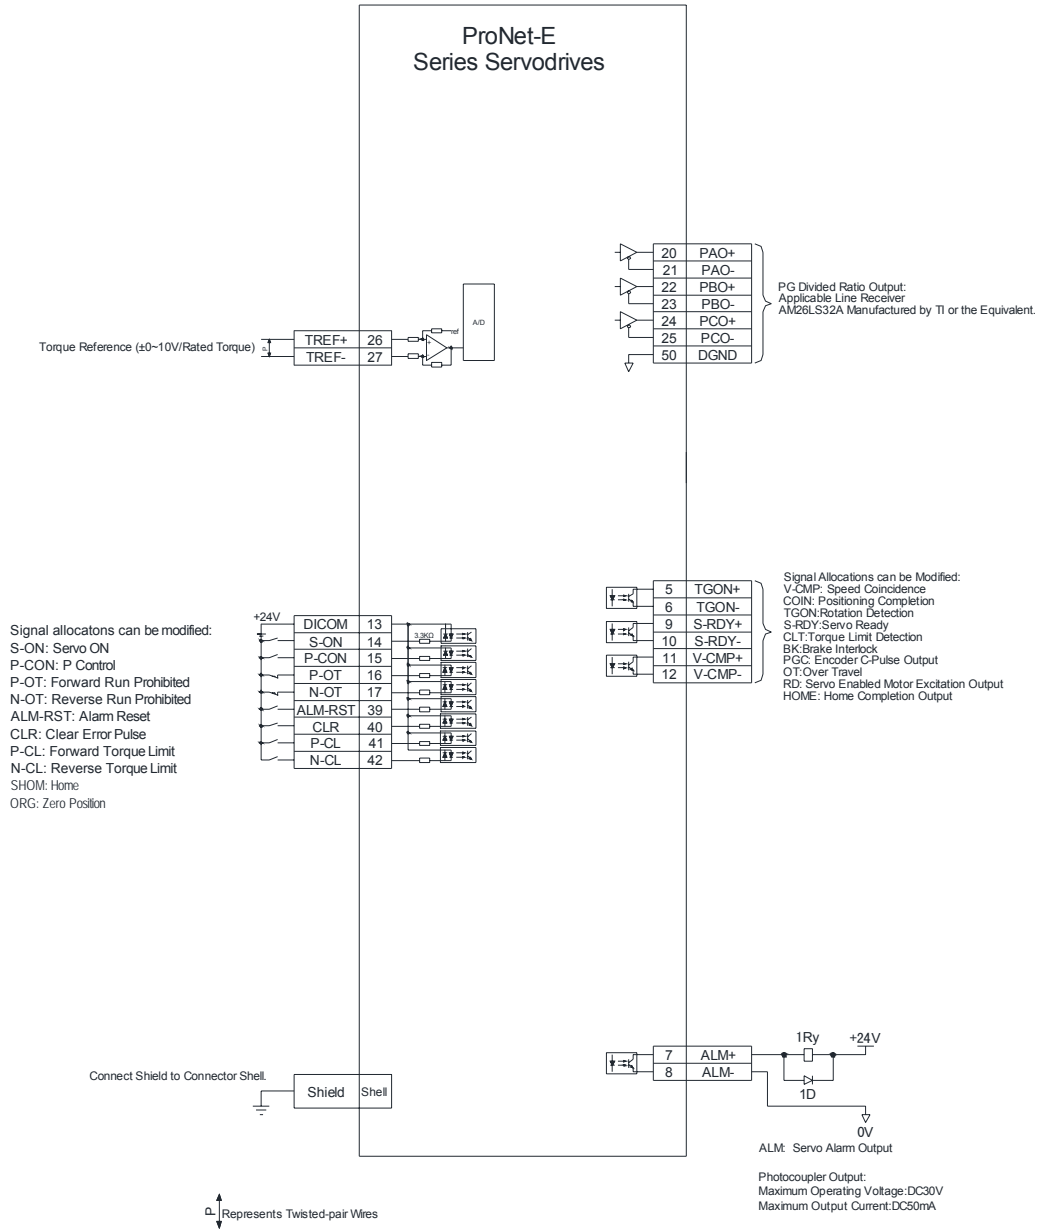 ProNet-E
Series Servodrives
20 PAO+
21 PAO-
22 PBO+
23 PBO-
24 PCO+
25 PCO-
50 DGND
PG Divided Ratio Output:
Applicable Line Receiver
AM26LS32A Manufactured by TI or the Equivalent.
Torque Reference (±0~10V/Rated Torque)
P
TREF+ 26
TREF- 27
ref
A/D
5 TGON+
6 TGON-
9 S-RDY+
10 S-RDY-
11 V-CMP+
12 V-CMP-
Signal Allocations can be Modified:
V-CMP: Speed Coincidence
COIN: Positioning Completion
TGON:Rotation Detection
S-RDY:Servo Ready
CLT:Torque Limit Detection
BK:Brake Interlock
PGC: Encoder C-Pulse Output
OT:Over Travel
RD: Servo Enabled Motor Excitation Output
HOME: Home Completion Output
Signal allocatons can be modified:
S-ON: Servo ON
P-CON: P Control
P-OT: Forward Run Prohibited
N-OT: Reverse Run Prohibited
ALM-RST: Alarm Reset
CLR: Clear Error Pulse
P-CL: Forward Torque Limit
N-CL: Reverse Torque Limit
SHOM: Home
ORG: Zero Position
+24V
DICOM 13
S-ON 14
3.3KΩ
P-CON 15
P-OT 16
N-OT 17
ALM-RST 39
CLR 40
P-CL 41
N-CL 42
Connect Shield to Connector Shell.
Shield Shell
7 ALM+
8 ALM-
1Ry
+24V
1D
0V
ALM: Servo Alarm Output
Photocoupler Output:
Maximum Operating Voltage:DC30V
Maximum Output Current:DC50mA
P Represents Twisted-pair Wires